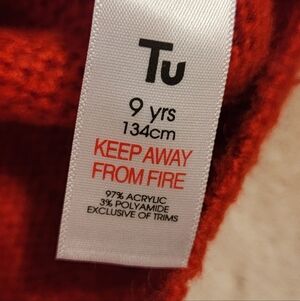 Tu
9 yrs
134cm
KEEP AWAY
FROM FIRE
97% ACRYLIC
3% POLYAMIDE
EXCLUSIVE OF TRIMS